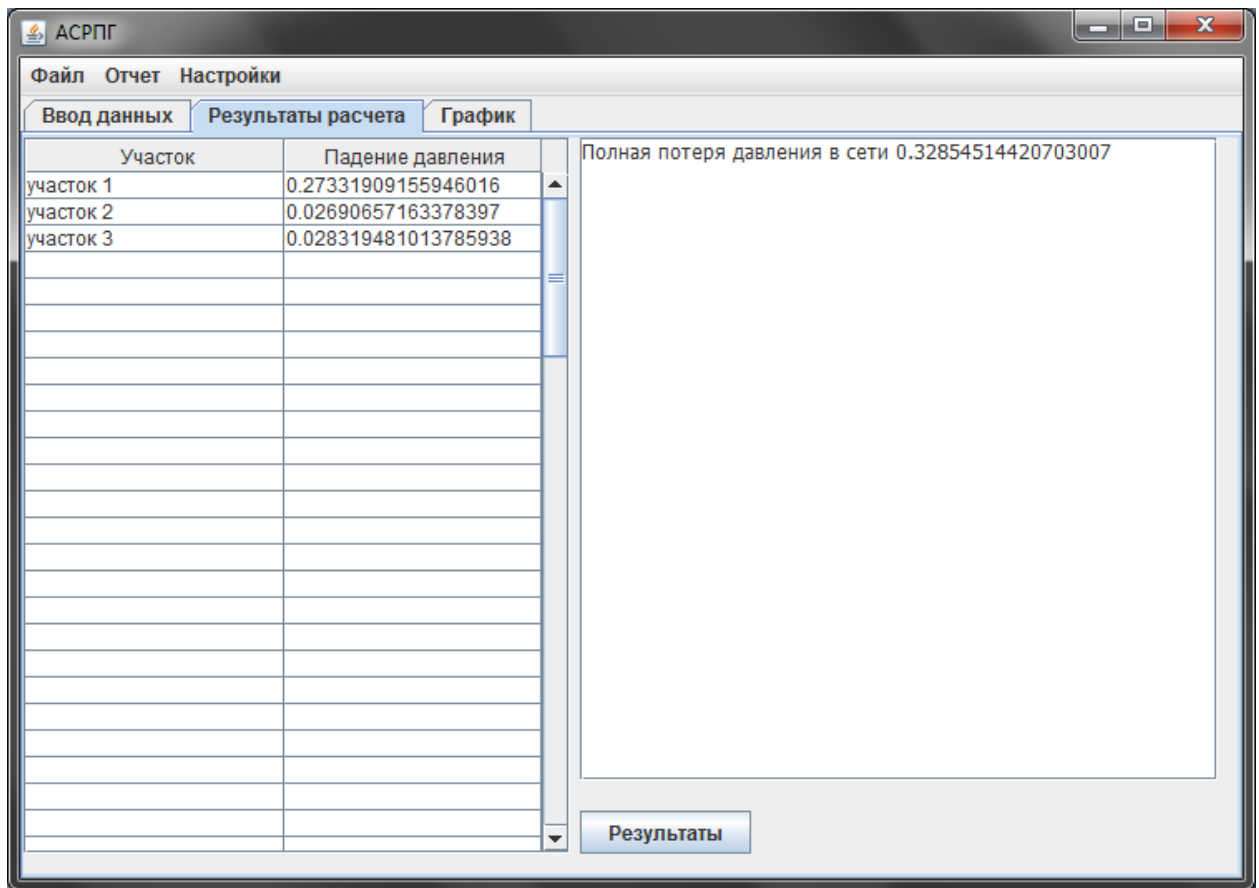 АСРПГ
Файл Отчет Настройки
Ввод данных Результаты расчета График
Участок Падение давления
участок 1 0.27331909155946016
участок 2 0.02690657163378397
участок 3 0.028319481013785938
Полная потеря давления в сети 0.32854514420703007
Результаты